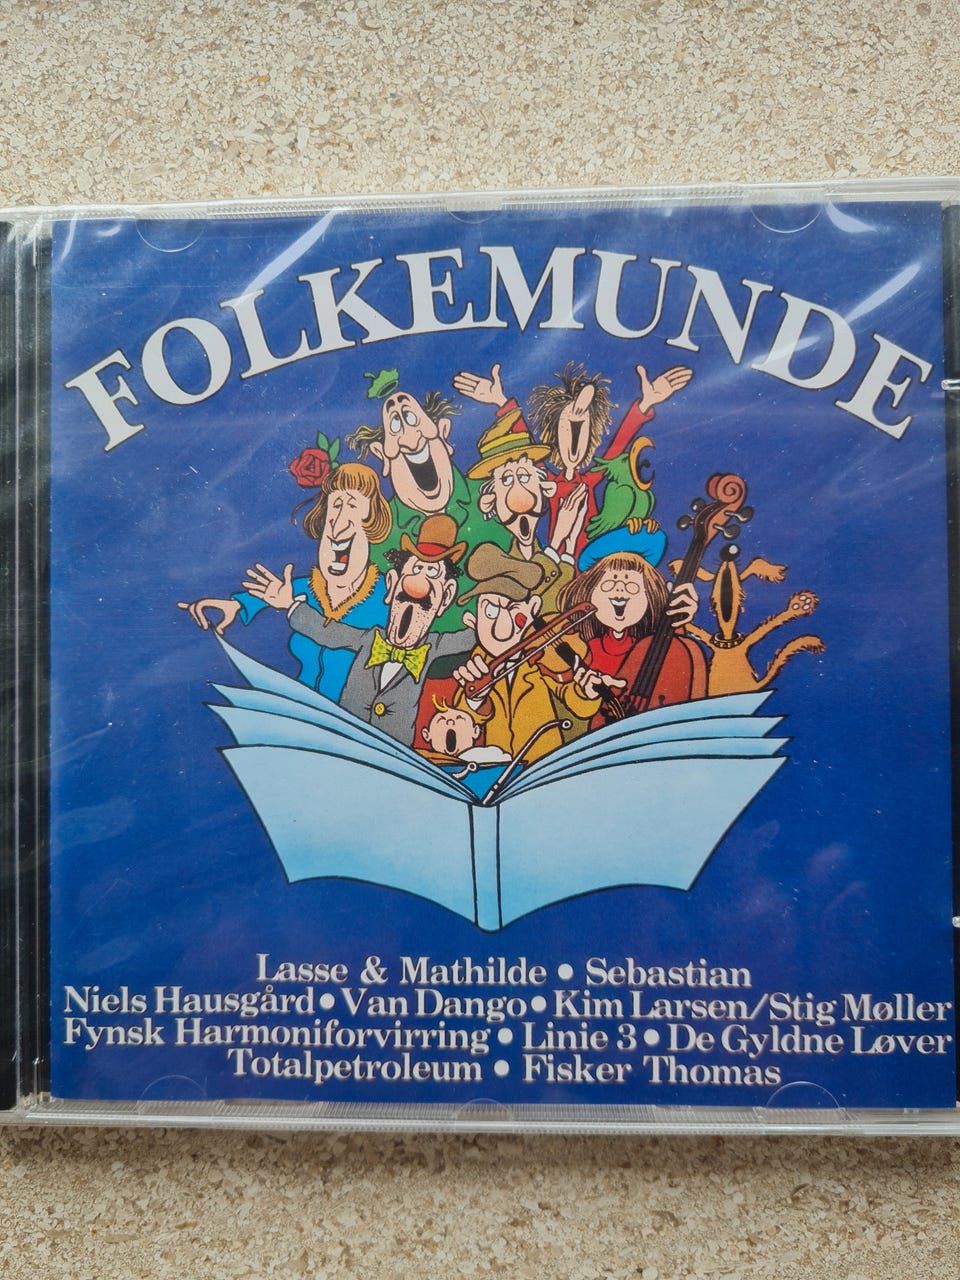 FOLKEMUNDE
Lasse & Mathilde • Sebastian
Niels Hausgård • Van Dango • Kim Larsen/Stig Møller
Fynsk Harmoniforvirring • Linie 3 • De Gyldne Løver
Totalpetroleum • Fisker Thomas